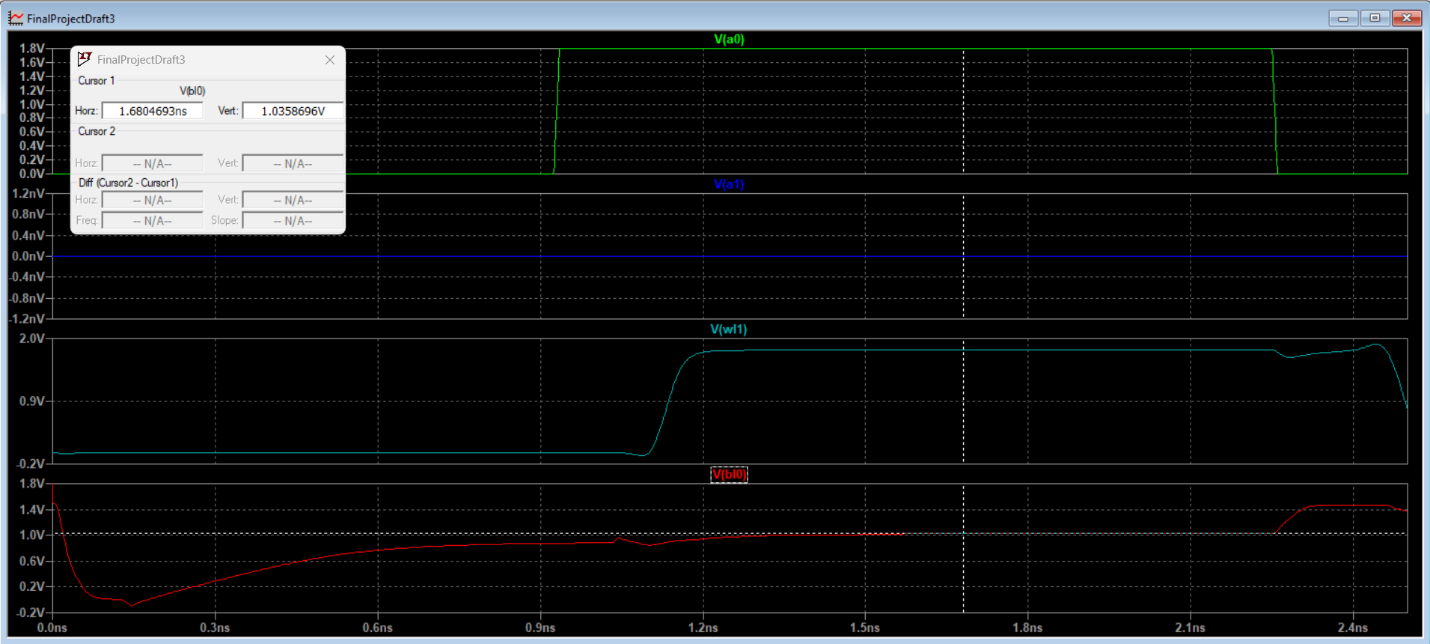 FinalProjectDraft3
V(a0)
1.8V
1.6V
1.4V
1.2V
1.0V
0.8V
0.6V
0.4V
0.2V
0.0V
FinalProjectDraft3
Cursor 1
V(bl0)
Horz: 1.6804693ns Vert: 1.0358696V
Cursor 2
Horz: -- N/A-- Vert: -- N/A--
Diff (Cursor2 - Cursor1)
Horz: -- N/A-- Vert: -- N/A--
Freq: -- N/A-- Slope: -- N/A--
V(a1)
1.2nV
0.8nV
0.4nV
0.0nV
-0.4nV
-0.8nV
-1.2nV
V(wl1)
2.0V
0.9V
-0.2V
V(bl0)
1.8V
1.4V
1.0V
0.6V
0.2V
-0.2V
0.0ns 0.3ns 0.6ns 0.9ns 1.2ns 1.5ns 1.8ns 2.1ns 2.4ns